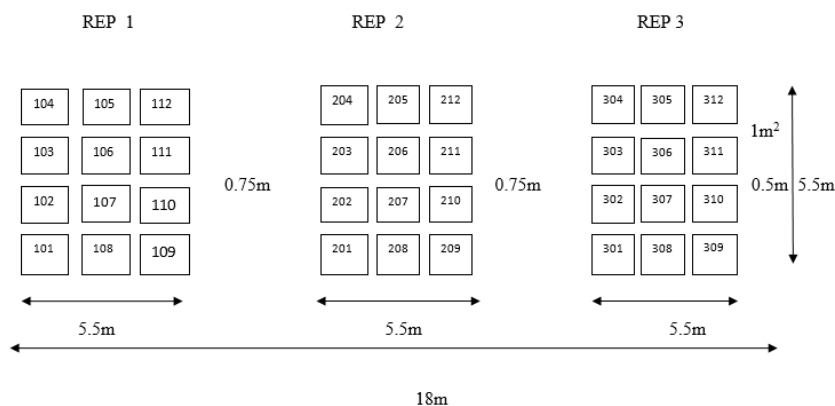 REP 1 REP 2 REP 3
104 105 112 204 205 212 304 305 312
1m²
103 106 111 203 206 211 303 306 311
0.75m 0.75m 0.5m 5.5m
102 107 110 202 207 210 302 307 310
101 108 109 201 208 209 301 308 309
5.5m 5.5m 5.5m
18m